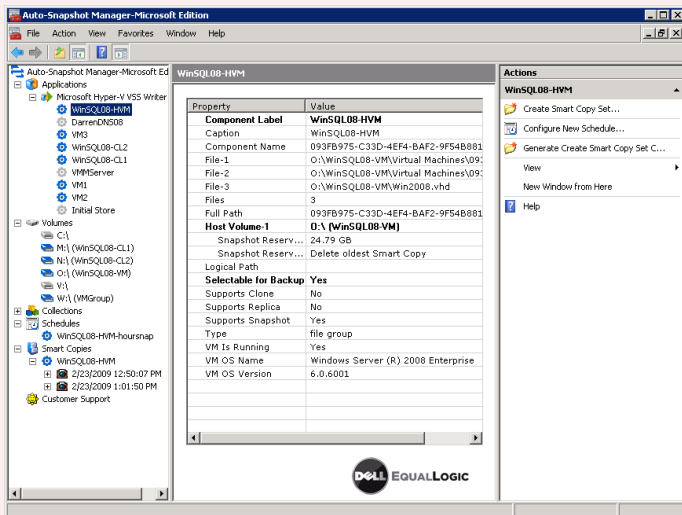 Auto-Snapshot Manager-Microsoft Edition
File Action View Favorites Window Help
Auto-Snapshot Manager-Microsoft Ed
Applications
Microsoft Hyper-V VSS Writer
WinSQL08-HVM
DarrenDNS08
VM3
WinSQL08-CL2
WinSQL08-CL1
VMMServer
VM1
VM2
Initial Store
Volumes
C:\
M:\ (WinSQL08-CL1)
N:\ (WinSQL08-CL2)
O:\ (WinSQL08-VM)
V:\
W:\ (VMGroup)
Collections
Schedules
WinSQL08-HVM-hoursnap
Smart Copies
WinSQL08-HVM
2/23/2009 12:50:07 PM
2/23/2009 1:01:50 PM
Customer Support
WinSQL08-HVM
Property Value
Component Label WinSQL08-HVM
Caption WinSQL08-HVM
Component Name 093FB975-C33D-4EF4-BAF2-9F54B881
File-1 O:\WinSQL08-VM\Virtual Machines\09:
File-2 O:\WinSQL08-VM\Virtual Machines\09:
File-3 O:\WinSQL08-VM\Win2008.vhd
Files 3
Full Path 093FB975-C33D-4EF4-BAF2-9F54B881
Host Volume-1 O:\ (WinSQL08-VM)
Snapshot Reserv... 24.79 GB
Snapshot Reserv... Delete oldest Smart Copy
Logical Path
Selectable for Backup Yes
Supports Clone No
Supports Replica No
Supports Snapshot Yes
Type file group
VM Is Running Yes
VM OS Name Windows Server (R) 2008 Enterprise
VM OS Version 6.0.6001
DELL EQUALLOGIC
Actions
WinSQL08-HVM
Create Smart Copy Set...
Configure New Schedule...
Generate Create Smart Copy Set C...
View
New Window from Here
Help